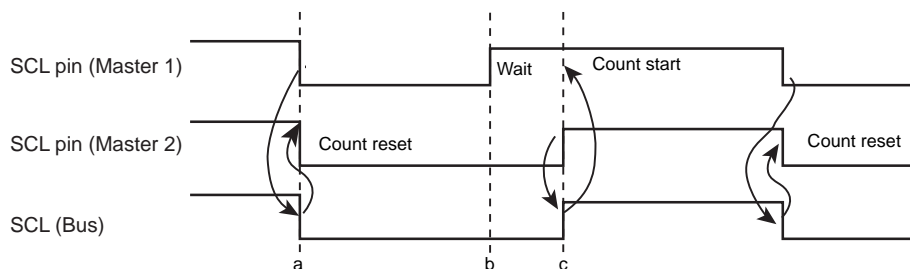 SCL pin (Master 1)
Wait
Count start
SCL pin (Master 2)
Count reset
Count reset
SCL (Bus)
a
b
c